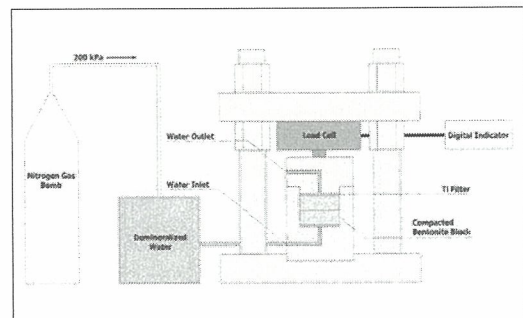 200 kPa
Water Outlet
Load Cell
Digital Indicator
Nitrogen Gas
Bomb
Water Inlet
Ti Filter
Demineralized
Water
Compacted
Bentonite Block